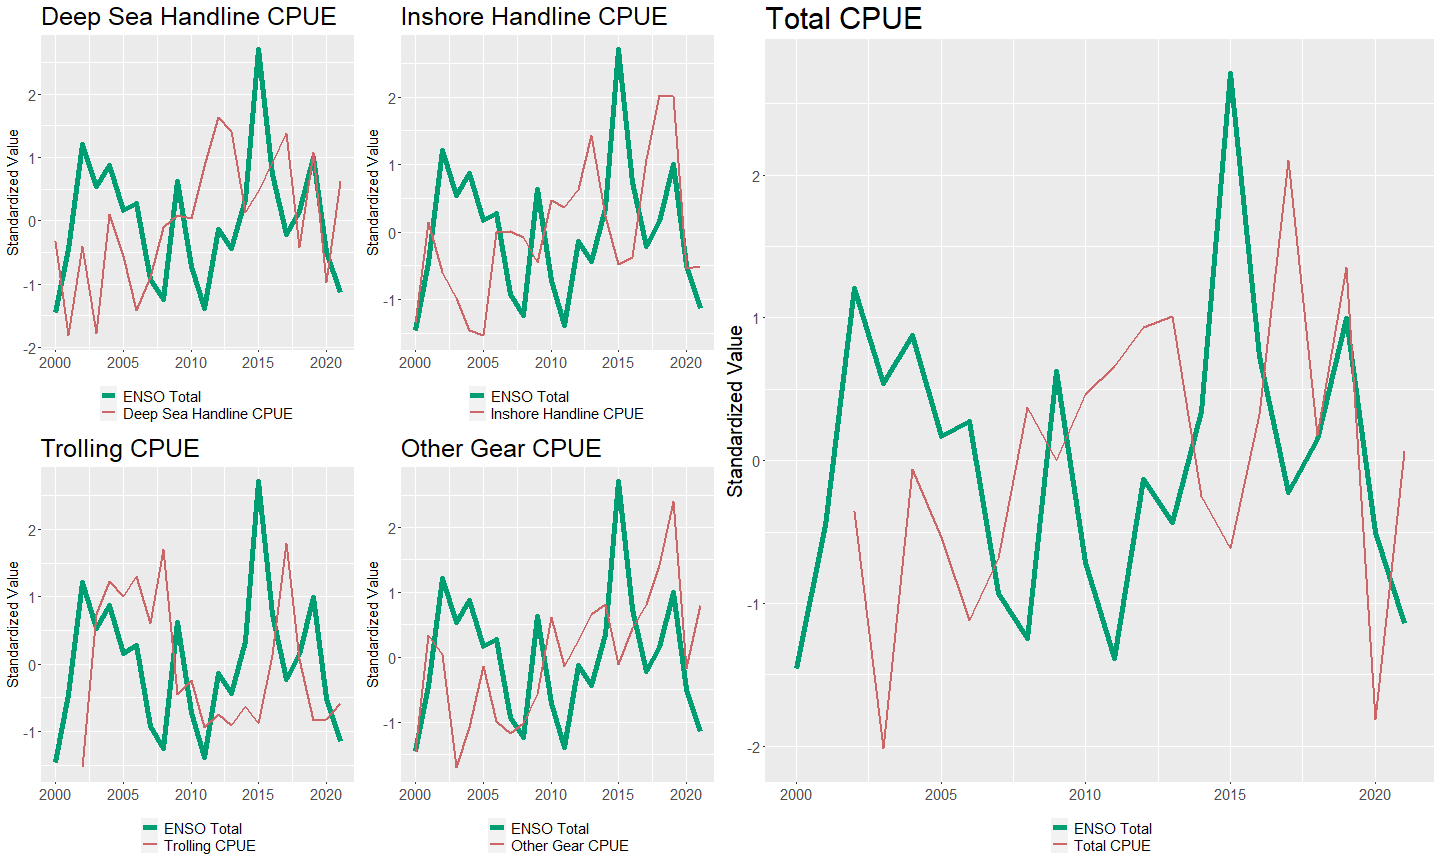 Deep Sea Handline CPUE
Standardized Value
2
1
0
-1
-2
2000 2005 2010 2015 2020
ENSO Total
Deep Sea Handline CPUE
Inshore Handline CPUE
Standardized Value
2
1
0
-1
2000 2005 2010 2015 2020
ENSO Total
Inshore Handline CPUE
Trolling CPUE
Standardized Value
2
1
0
-1
2000 2005 2010 2015 2020
ENSO Total
Trolling CPUE
Other Gear CPUE
Standardized Value
2
1
0
-1
2000 2005 2010 2015 2020
ENSO Total
Other Gear CPUE
Total CPUE
Standardized Value
2
1
0
-1
-2
2000 2005 2010 2015 2020
ENSO Total
Total CPUE